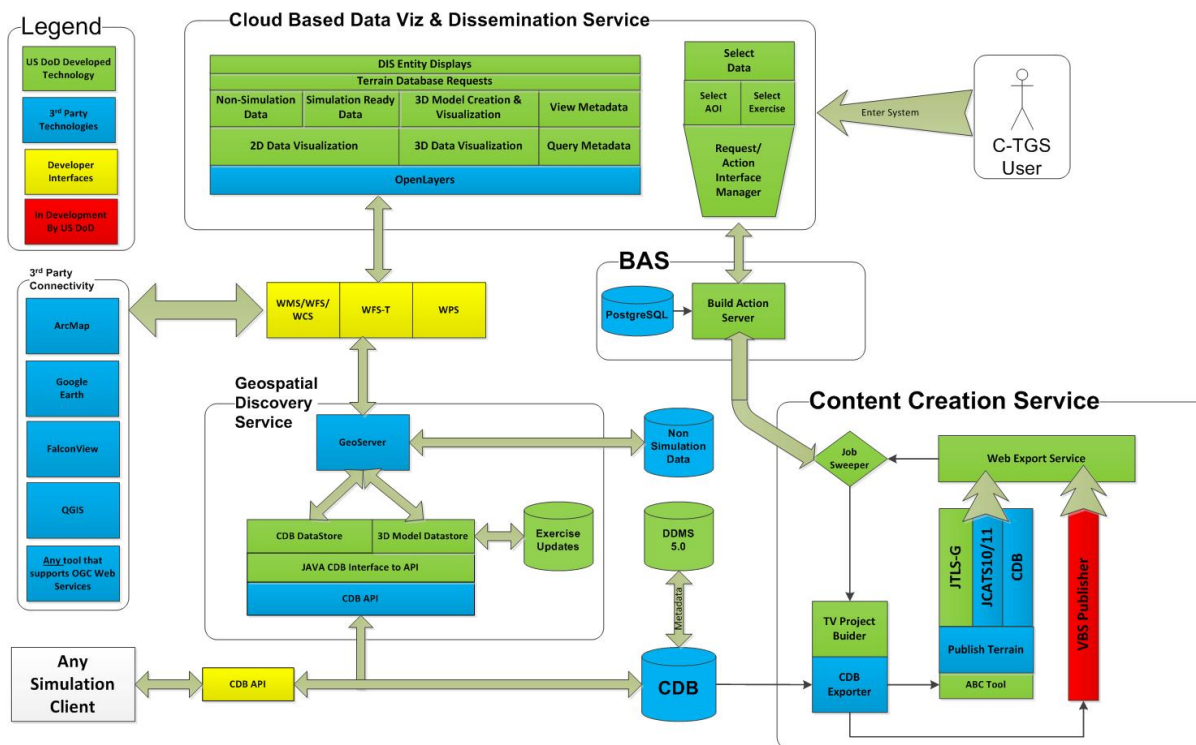 Legend
US DoD Developed
Technology
3rd Party
Technologies
Developer
Interfaces
In Development
By US DoD
Cloud Based Data Viz & Dissemination Service
DIS Entity Displays
Terrain Database Requests
Non-Simulation
Data
Simulation Ready
Data
3D Model Creation &
Visualization
View Metadata
2D Data Visualization
3D Data Visualization
Query Metadata
OpenLayers
Select
Data
Select
AOI
Select
Exercise
Request/
Action
Interface
Manager
Enter System
C-TGS
User
3rd Party
Connectivity
ArcMap
Google
Earth
FalconView
QGIS
Any tool that
supports OGC Web
Services
WMS/WFS/
WCS
WFS-T
WPS
BAS
PostgreSQL
Build Action
Server
Geospatial
Discovery
Service
GeoServer
CDB DataStore
3D Model Datastore
JAVA CDB Interface to API
CDB API
Exercise
Updates
Non
Simulation
Data
DDMS
5.0
Metadata
CDB
Any
Simulation
Client
CDB API
Content Creation Service
Job
Sweeper
Web Export Service
JTLS-G
JCATS10/11
CDB
VBS Publisher
TV Project
Buider
CDB
Exporter
Publish Terrain
ABC Tool